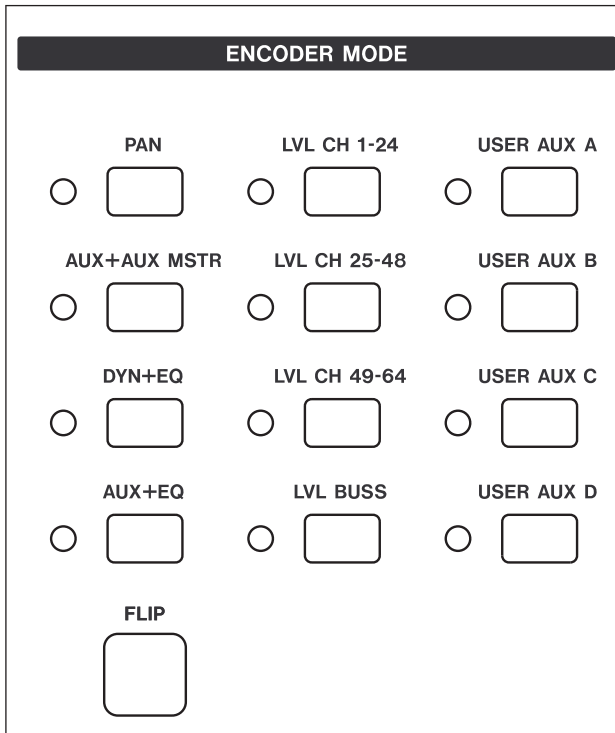 ENCODER MODE
PAN LVL CH 1-24 USER AUX A
AUX+AUX MSTR LVL CH 25-48 USER AUX B
DYN+EQ LVL CH 49-64 USER AUX C
AUX+EQ LVL BUSS USER AUX D
FLIP